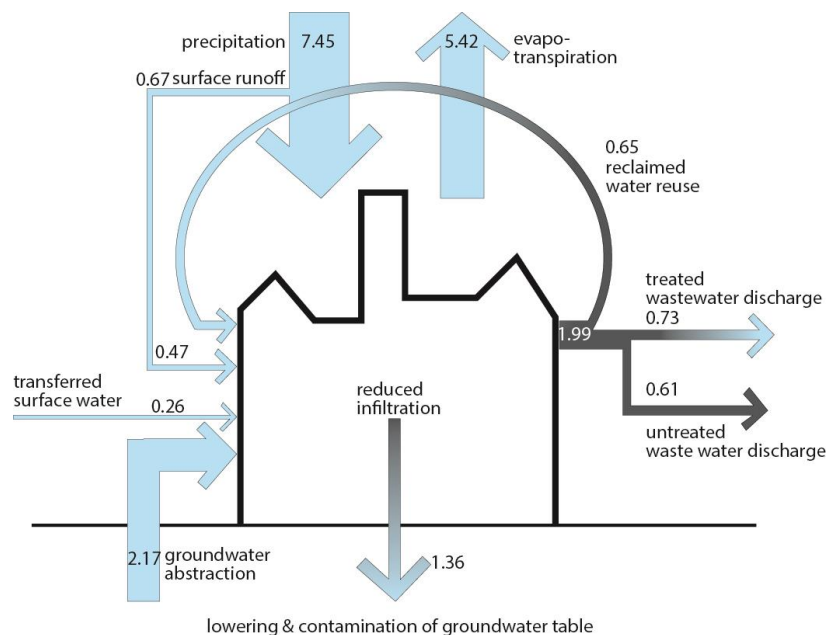 precipitation
7.45
5.42
evapo-
transpiration
0.67 surface runoff
0.65
reclaimed
water reuse
treated
wastewater discharge
0.73
1.99
0.47
transferred
surface water
0.26
reduced
infiltration
0.61
untreated
waste water discharge
2.17 groundwater
abstraction
1.36
lowering & contamination of groundwater table